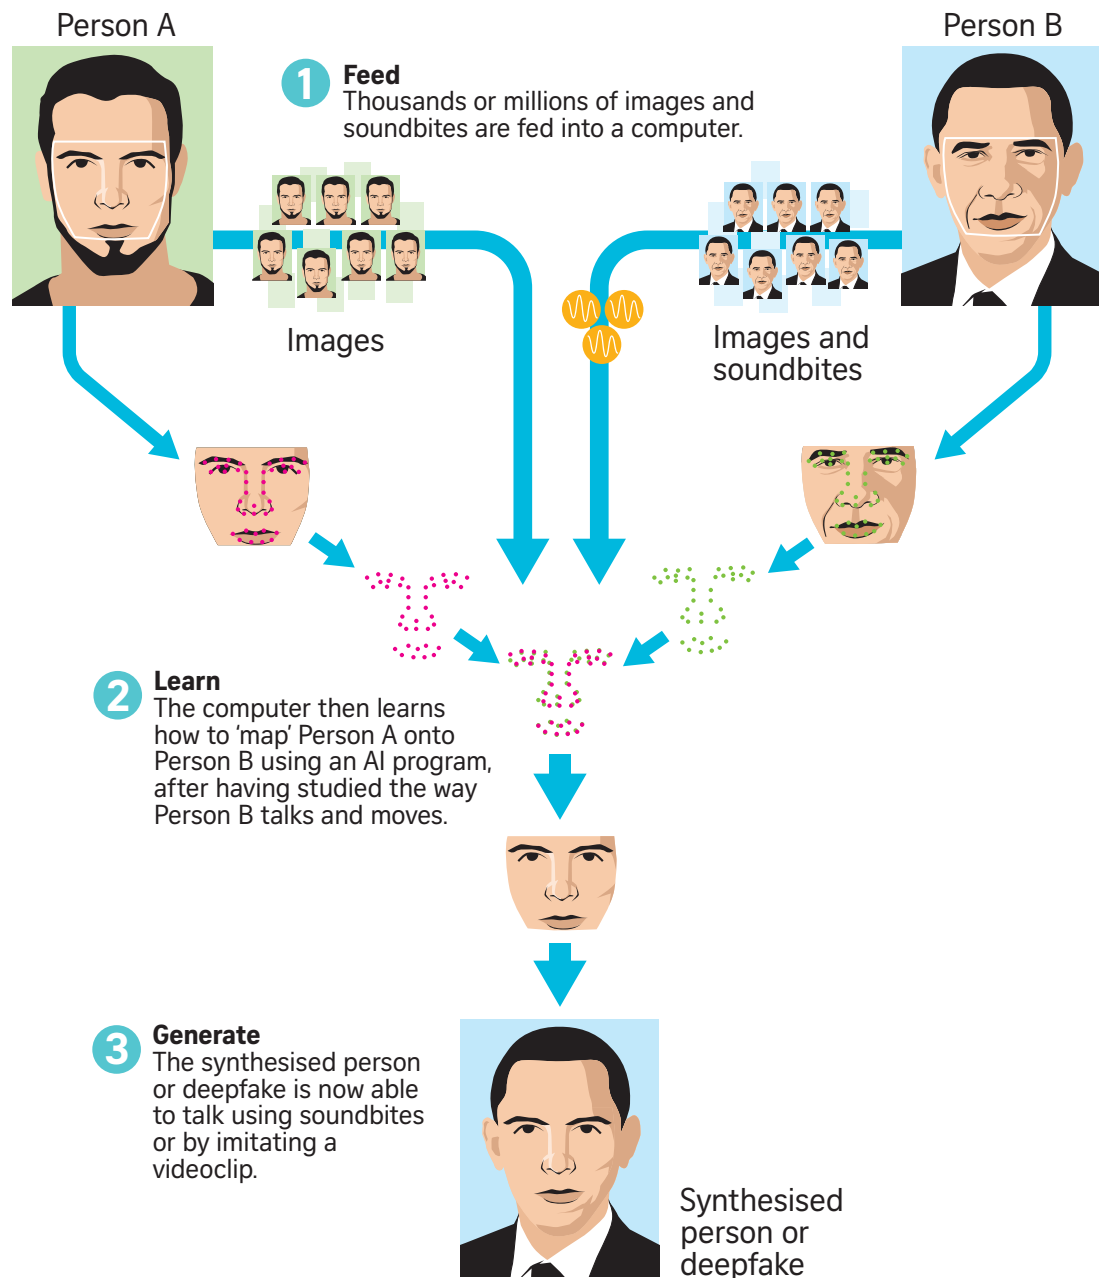 Person A
Person B
1 Feed
Thousands or millions of images and
soundbites are fed into a computer.
Images
Images and
soundbites
2 Learn
The computer then learns
how to ‘map’ Person A onto
Person B using an AI program,
after having studied the way
Person B talks and moves.
3 Generate
The synthesised person
or deepfake is now able
to talk using soundbites
or by imitating a
videoclip.
Synthesised
person or
deepfake